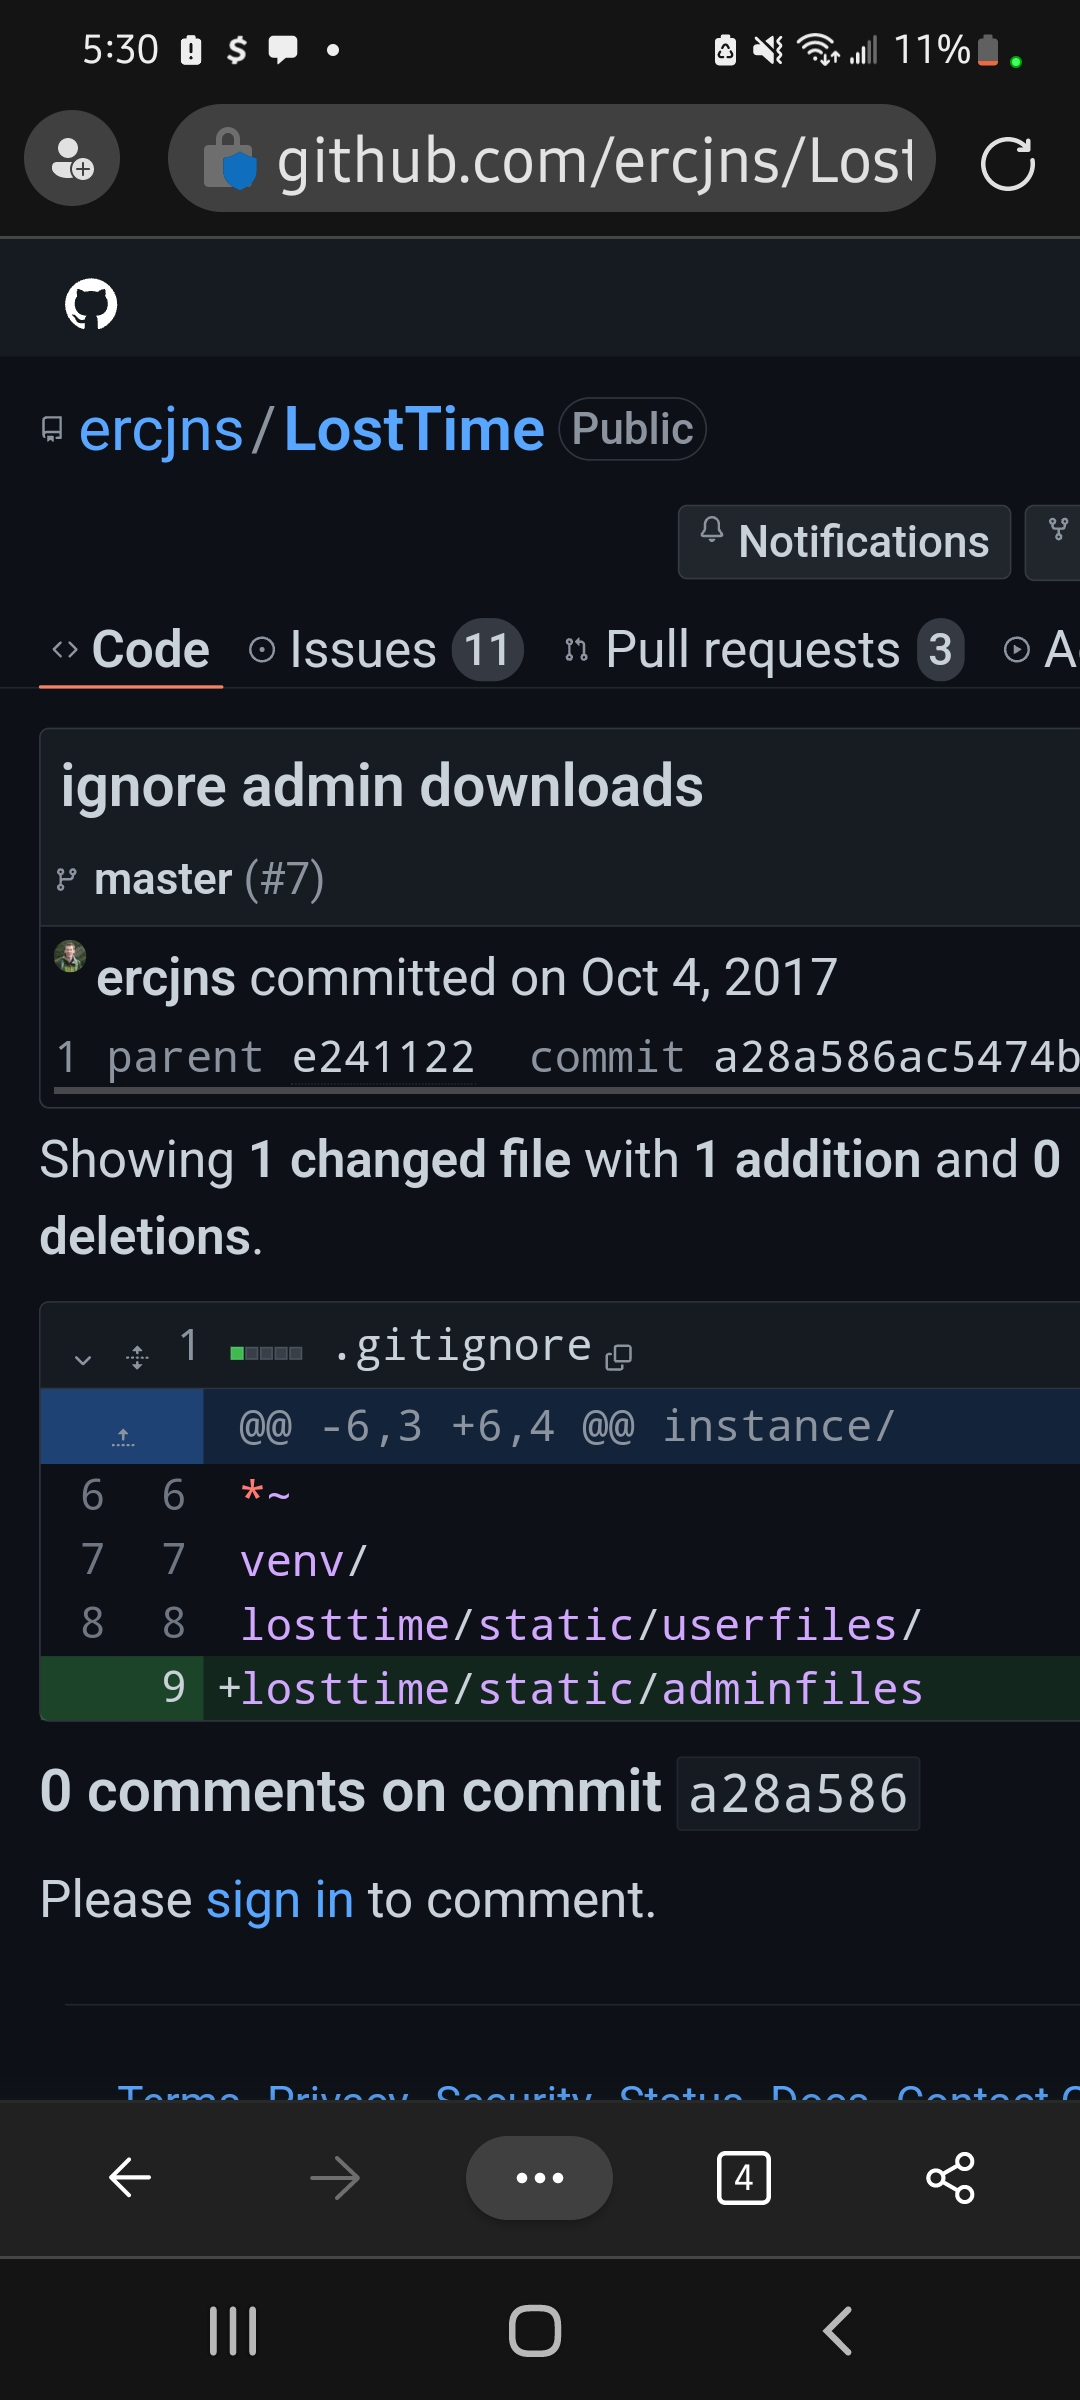 5:30 11%
github.com/ercjns/Lost
ercjns/LostTime Public
Notifications
Code Issues 11 Pull requests 3
ignore admin downloads
master (#7)
ercjns committed on Oct 4, 2017
1 parent e241122 commit a28a586ac5474b
Showing 1 changed file with 1 addition and 0
deletions.
1 .gitignore
@@ -6,3 +6,4 @@ instance/
6 6 *~
7 7 venv/
8 8 losttime/static/userfiles/
9 +losttime/static/adminfiles
0 comments on commit a28a586
Please sign in to comment.
Terms Privacy Security Status Docs Contact
4